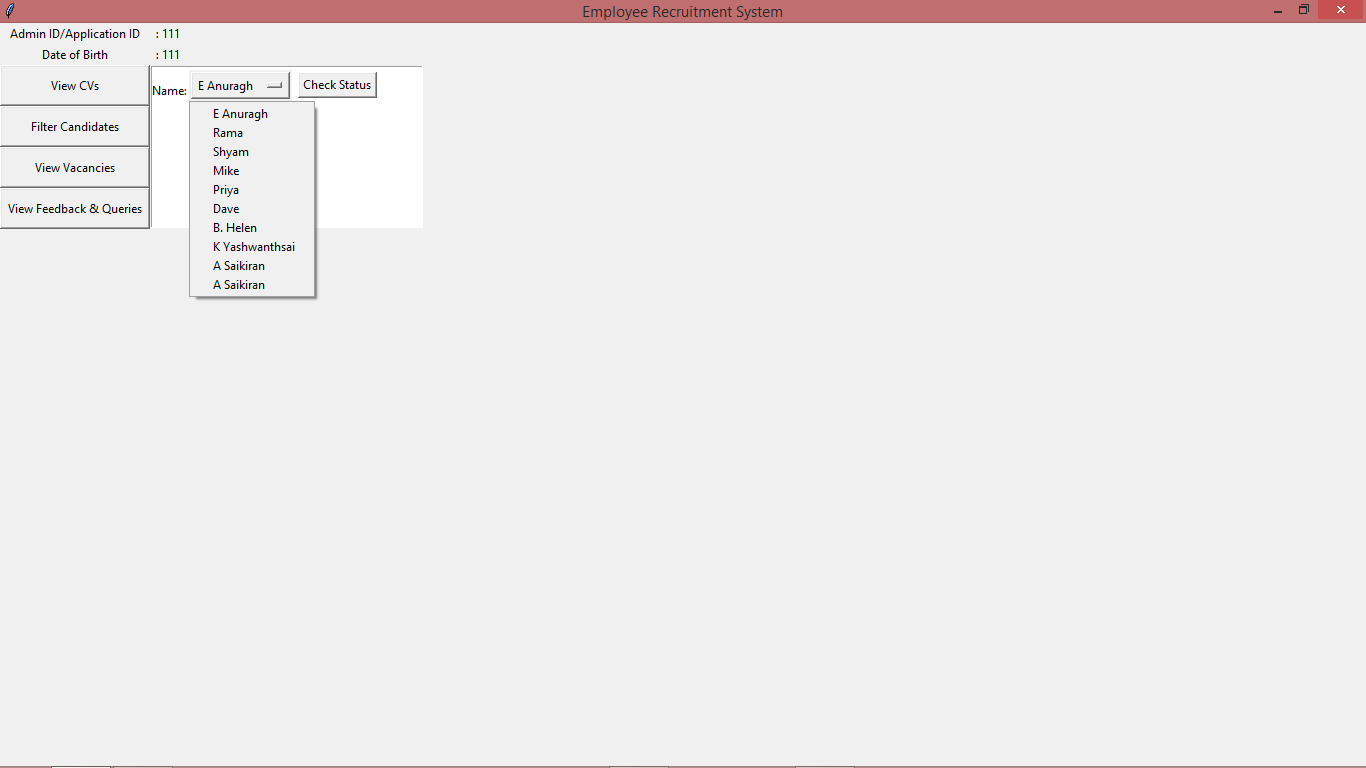 Employee Recruitment System
Admin ID/Application ID : 111
Date of Birth : 111
View CVs
Filter Candidates
View Vacancies
View Feedback & Queries
Name: E Anuragh Check Status
E Anuragh
Rama
Shyam
Mike
Priya
Dave
B. Helen
K Yashwanthsai
A Saikiran
A Saikiran